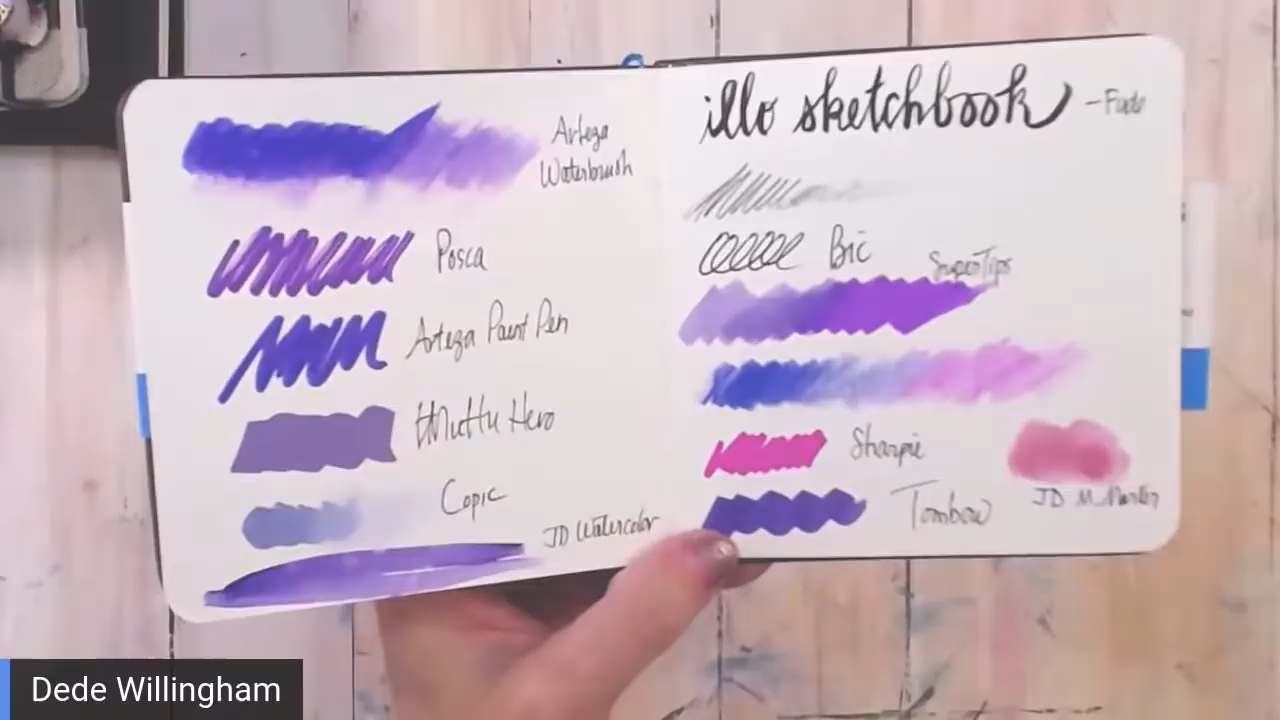 Arteza
Waterbrush
Posca
Arteza Paint Pen
Hero
Copic
JD Watercolor
illo sketchbook
- Fude
Bic
SuperTips
Sharpie
Tombow
JD M. Marker
Dede Willingham